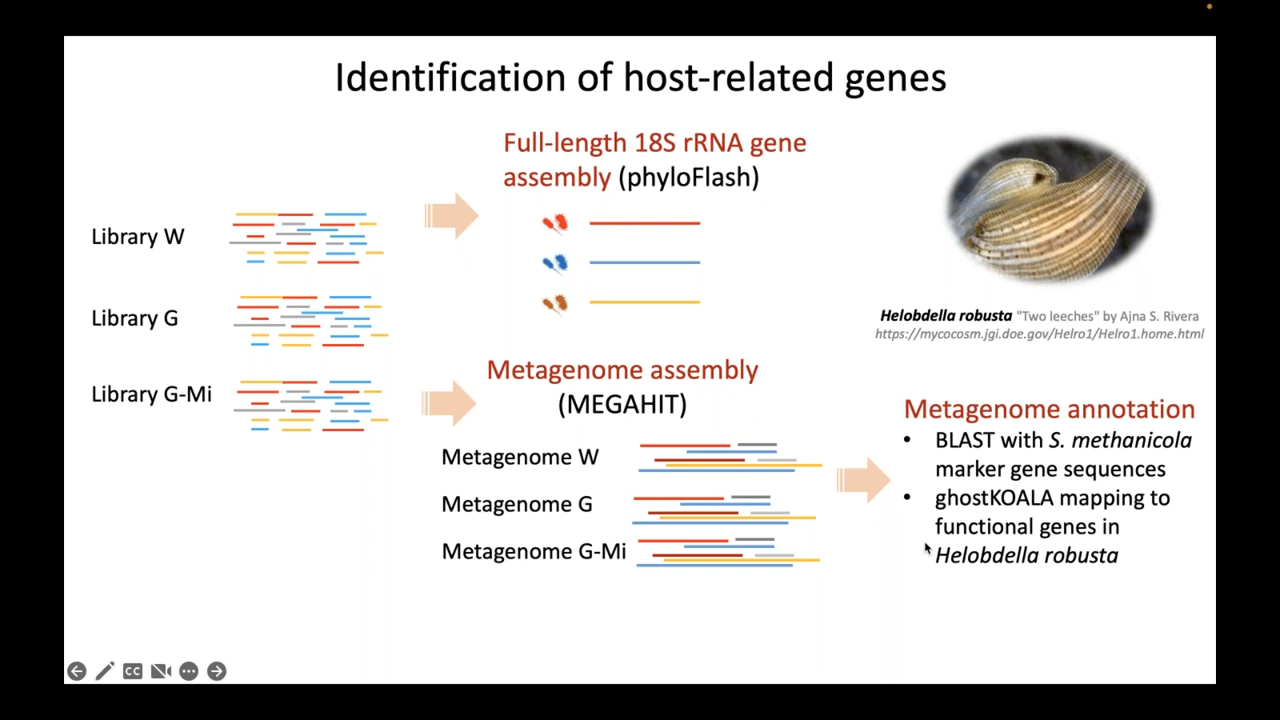 Identification of host-related genes
Full-length 18S rRNA gene
assembly (phyloFlash)
Library W
Library G
Library G-Mi
Helobdella robusta "Two leeches" by Ajna S. Rivera
https://mycocosm.jgi.doe.gov/Helro1/Helro1.home.html
Metagenome assembly
(MEGAHIT)
Metagenome W
Metagenome G
Metagenome G-Mi
Metagenome annotation
• BLAST with S. methanicola
marker gene sequences
• ghostKOALA mapping to
functional genes in
Helobdella robusta
CC